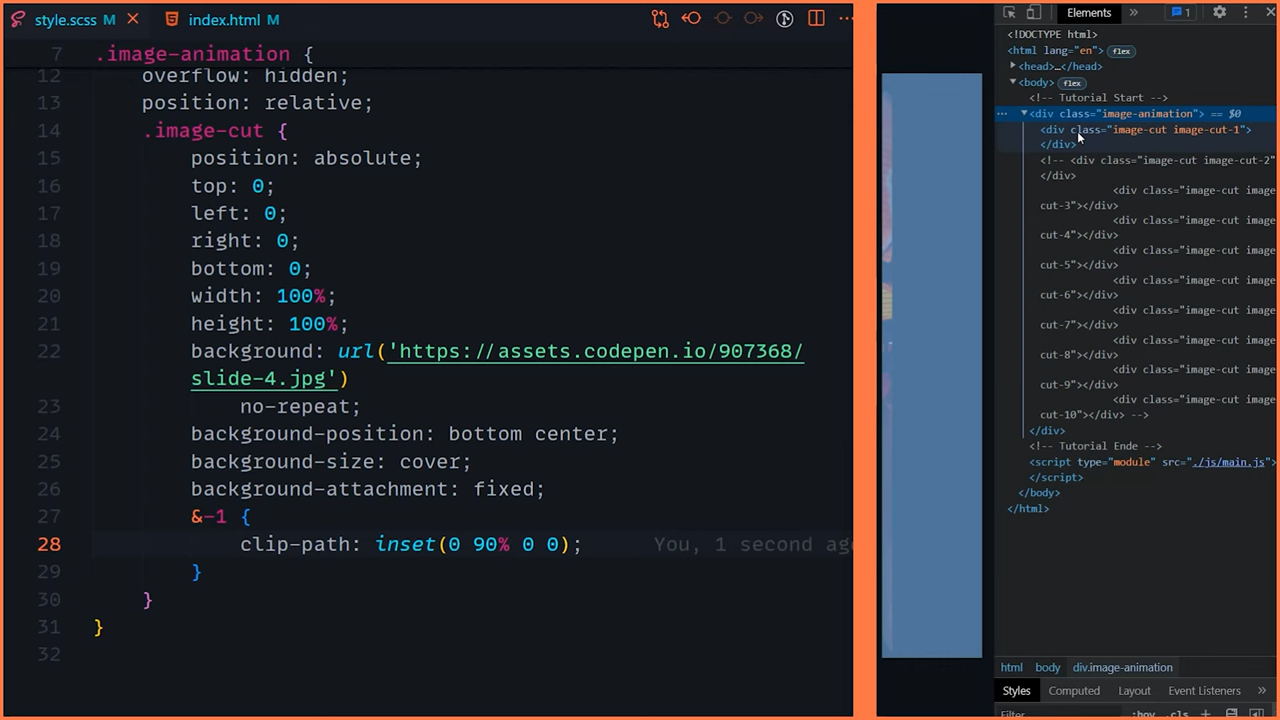 style.scss M
index.html M
7 .image-animation {
12 overflow: hidden;
13 position: relative;
14 .image-cut {
15 position: absolute;
16 top: 0;
17 left: 0;
18 right: 0;
19 bottom: 0;
20 width: 100%;
21 height: 100%;
22 background: url('https://assets.codepen.io/907368/
slide-4.jpg')
23 no-repeat;
24 background-position: bottom center;
25 background-size: cover;
26 background-attachment: fixed;
27 &-1 {
28 clip-path: inset(0 90% 0 0); You, 1 second ago
29 }
30 }
31 }
32
Elements
1
<!DOCTYPE html>
<html lang="en"> flex
<head>…</head>
<body> flex
<!-- Tutorial Start -->
<div class="image-animation"> == $0
<div class="image-cut image-cut-1">
</div>
<!-- <div class="image-cut image-cut-2"
</div>
<div class="image-cut image
cut-3"></div>
<div class="image-cut image
cut-4"></div>
<div class="image-cut image
cut-5"></div>
<div class="image-cut image
cut-6"></div>
<div class="image-cut image
cut-7"></div>
<div class="image-cut image
cut-8"></div>
<div class="image-cut image
cut-9"></div>
<div class="image-cut image
cut-10"></div> -->
</div>
<!-- Tutorial Ende -->
<script type="module" src="./js/main.js">
</script>
</body>
</html>
html body div.image-animation
Styles Computed Layout Event Listeners
Filter :hov .cls